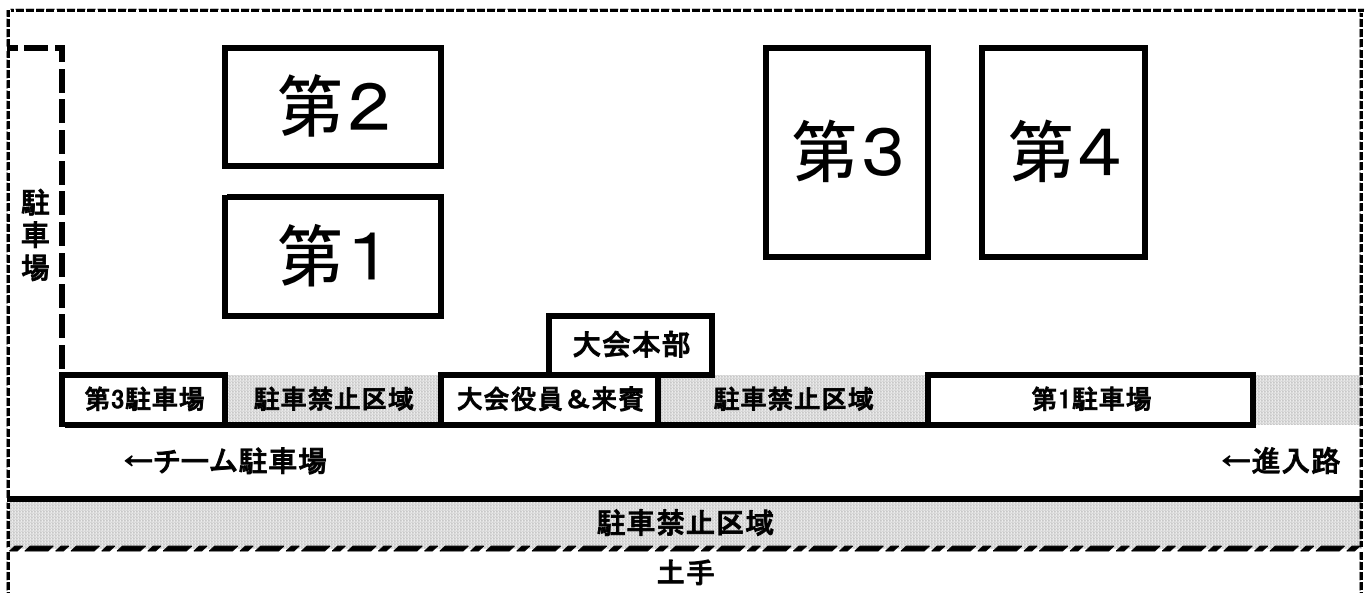 第2
第3
第4
第1
駐車場
大会本部
第3駐車場
駐車禁止区域
大会役員＆来賓
駐車禁止区域
第1駐車場
←チーム駐車場
←進入路
駐車禁止区域
土手